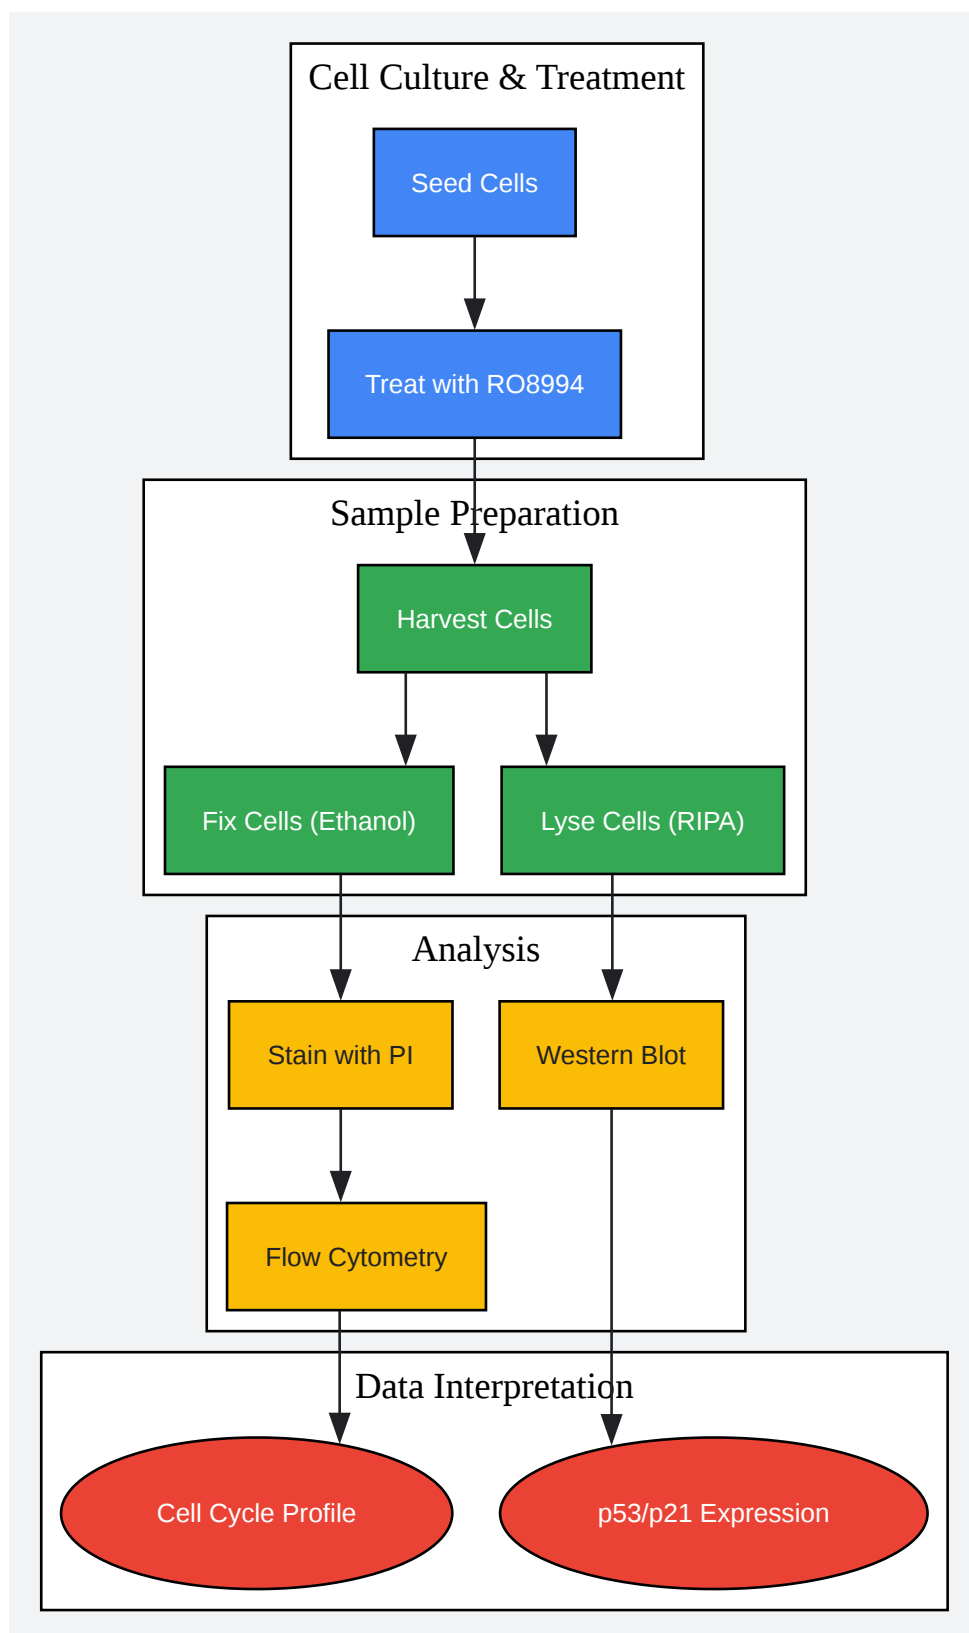 Cell Culture & Treatment
Seed Cells
Treat with RO8994
Sample Preparation
Harvest Cells
Fix Cells (Ethanol)
Lyse Cells (RIPA)
Analysis
Stain with PI
Western Blot
Flow Cytometry
Data Interpretation
Cell Cycle Profile
p53/p21 Expression